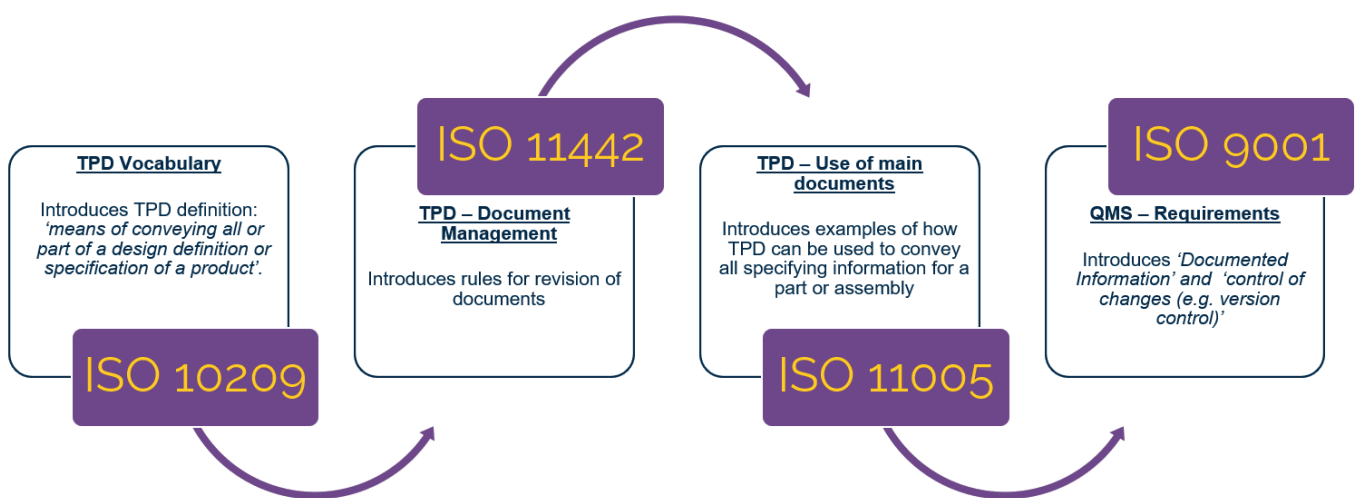 TPD Vocabulary
Introduces TPD definition:
‘means of conveying all or
part of a design definition or
specification of a product’.
ISO 10209
ISO 11442
TPD – Document
Management
Introduces rules for revision of
documents
TPD – Use of main
documents
Introduces examples of how
TPD can be used to convey
all specifying information for a
part or assembly
ISO 11005
ISO 9001
QMS – Requirements
Introduces ‘Documented
Information’ and  ‘control of
changes (e.g. version
control)’